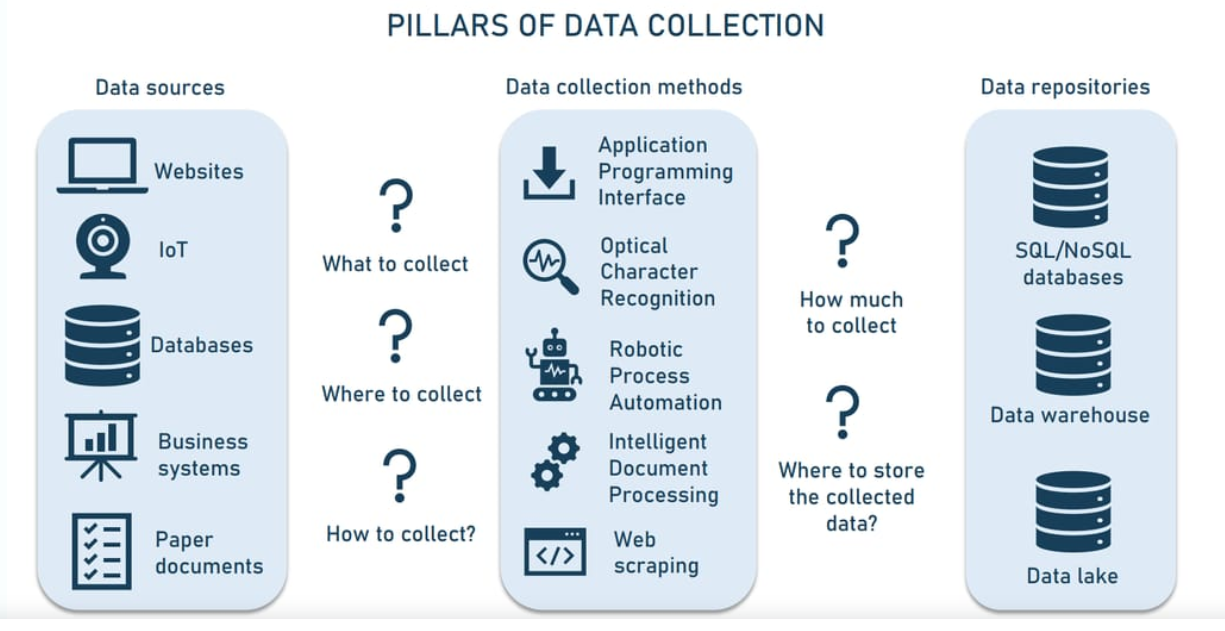 PILLARS OF DATA COLLECTION
Data sources
Websites
IoT
Databases
Business
systems
Paper
documents
?
What to collect
?
Where to collect
?
How to collect?
Data collection methods
Application
Programming
Interface
Optical
Character
Recognition
Robotic
Process
Automation
Intelligent
Document
Processing
</>
Web
scraping
?
How much
to collect
?
Where to store
the collected
data?
Data repositories
SQL/NoSQL
databases
Data warehouse
Data lake